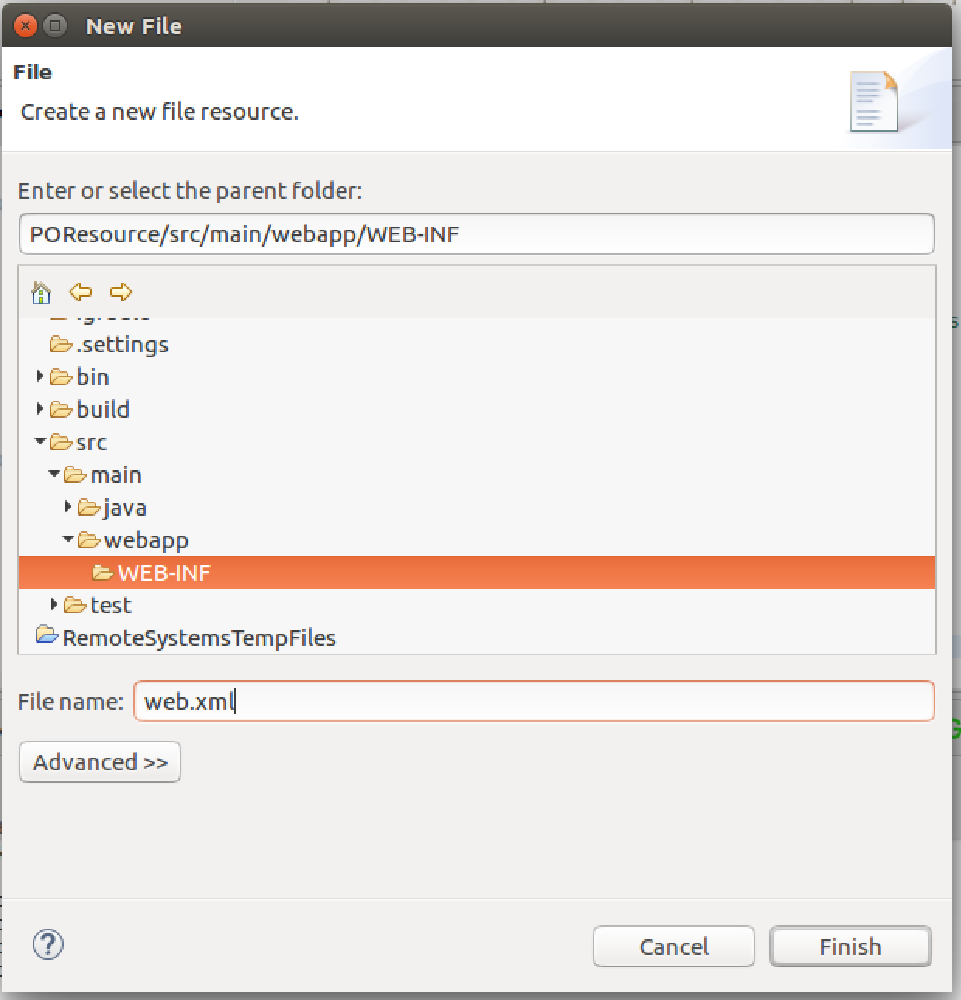 New File
File
Create a new file resource.
Enter or select the parent folder:
POResource/src/main/webapp/WEB-INF
.settings
bin
build
src
main
java
webapp
WEB-INF
test
RemoteSystemsTempFiles
File name: web.xml
Advanced >>
Cancel Finish